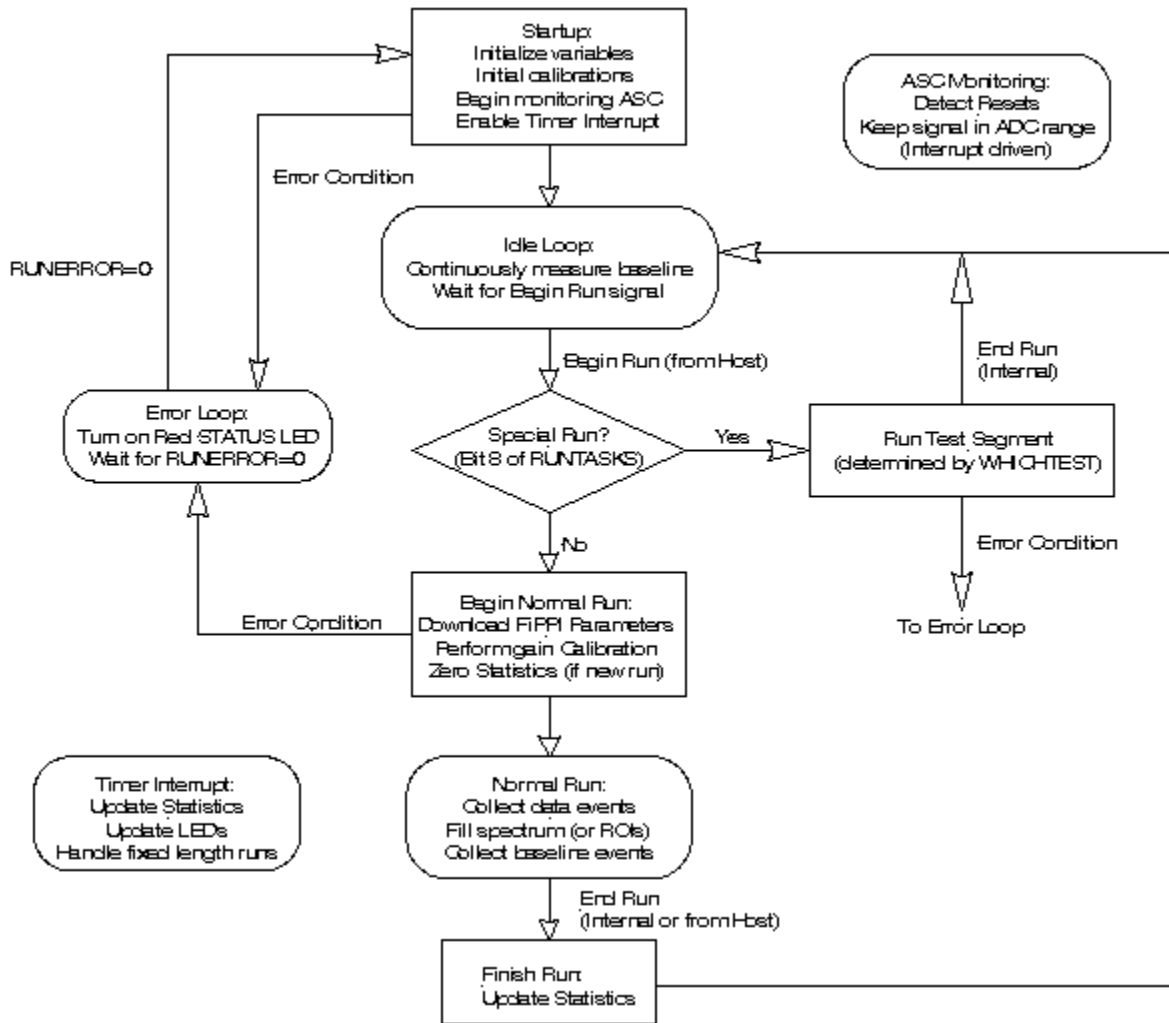 Startup:
Initialize variables
Initial calibrations
Begin monitoring ASC
Enable Timer Interrupt
ASC Monitoring:
Detect Resets
Keep signal in ADC range
(Interrupt driven)
Error Condition
RUNERROR=0
Idle Loop:
Continuously measure baseline
Wait for Begin Run signal
Begin Run (from Host)
End Run
(Internal)
Error Loop:
Turn on Red STATUS LED
Wait for RUNERROR=0
Special Run?
(Bit 8 of RUNTASKS)
Yes
Run Test Segment
(determined by WHICHTEST)
No
Error Condition
Begin Normal Run:
Download FiPPI Parameters
Perform gain Calibration
Zero Statistics (if new run)
Error Condition
To Error Loop
Timer Interrupt:
Update Statistics
Update LEDs
Handle fixed length runs
Normal Run:
Collect data events
Fill spectrum (or ROIs)
Collect baseline events
End Run
(Internal or from Host)
Finish Run:
Update Statistics